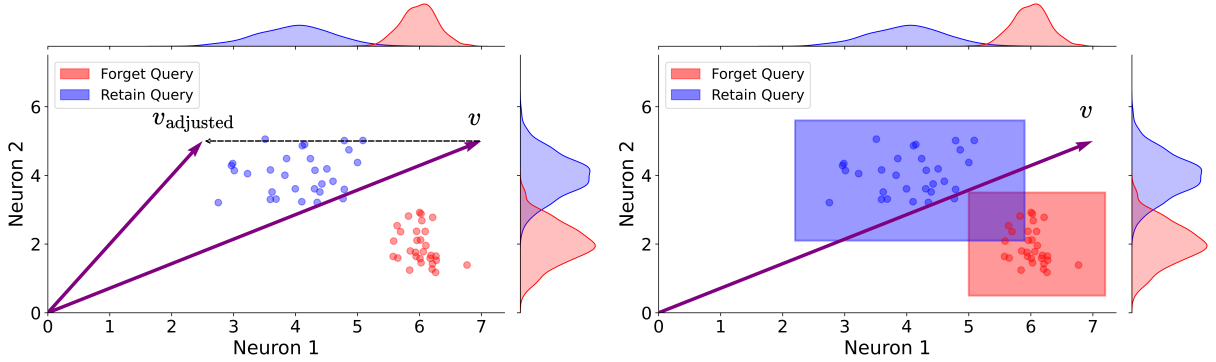 Forget Query
Retain Query
v_adjusted
v
Neuron 2
6
4
2
0
0 1 2 3 4 5 6 7
Neuron 1
Forget Query
Retain Query
v
Neuron 2
6
4
2
0
0 1 2 3 4 5 6 7
Neuron 1